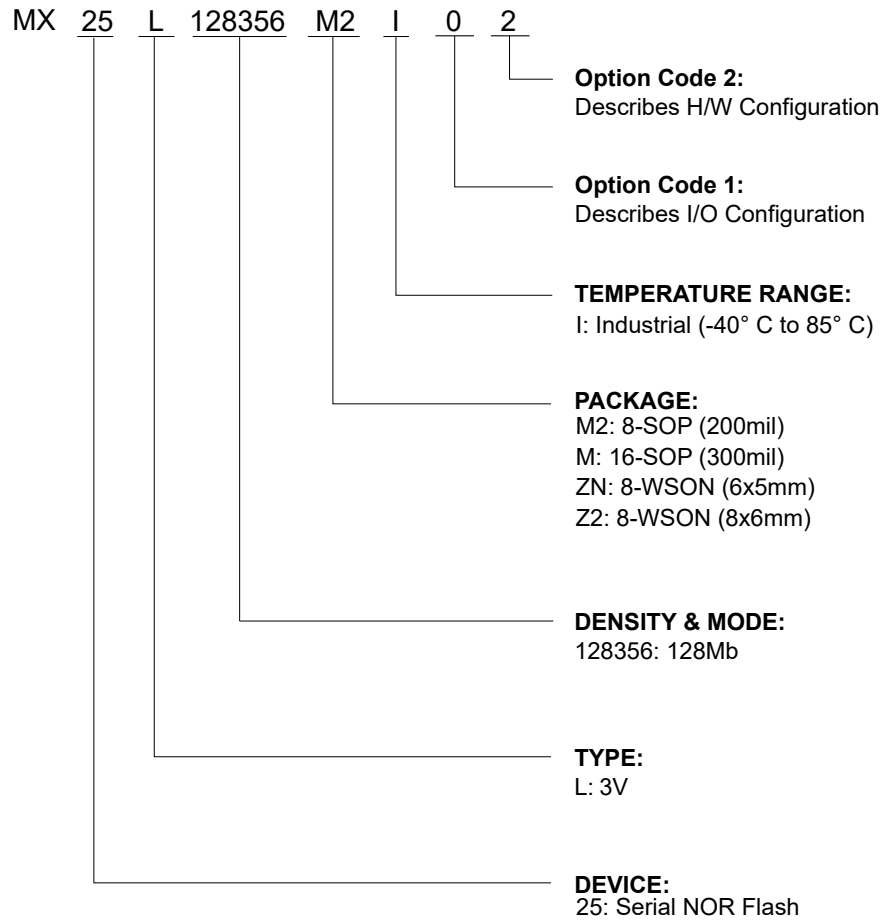 MX 25 L 128356 M2 I 0 2
Option Code 2:
Describes H/W Configuration
Option Code 1:
Describes I/O Configuration
TEMPERATURE RANGE:
I: Industrial (-40° C to 85° C)
PACKAGE:
M2: 8-SOP (200mil)
M: 16-SOP (300mil)
ZN: 8-WSON (6x5mm)
Z2: 8-WSON (8x6mm)
DENSITY & MODE:
128356: 128Mb
TYPE:
L: 3V
DEVICE:
25: Serial NOR Flash